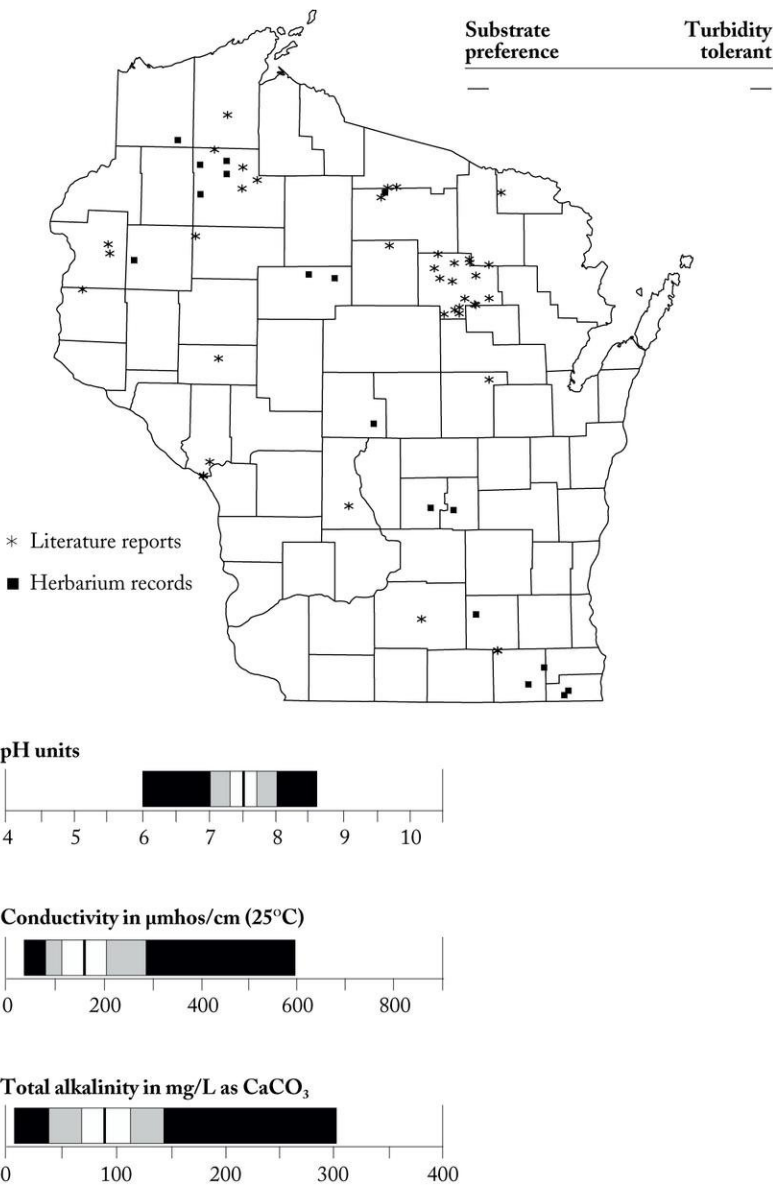 Substrate preference
Turbidity tolerant
—
—
* Literature reports
■ Herbarium records
pH units
4 5 6 7 8 9 10
Conductivity in µmhos/cm (25°C)
0 200 400 600 800
Total alkalinity in mg/L as CaCO₃
0 100 200 300 400